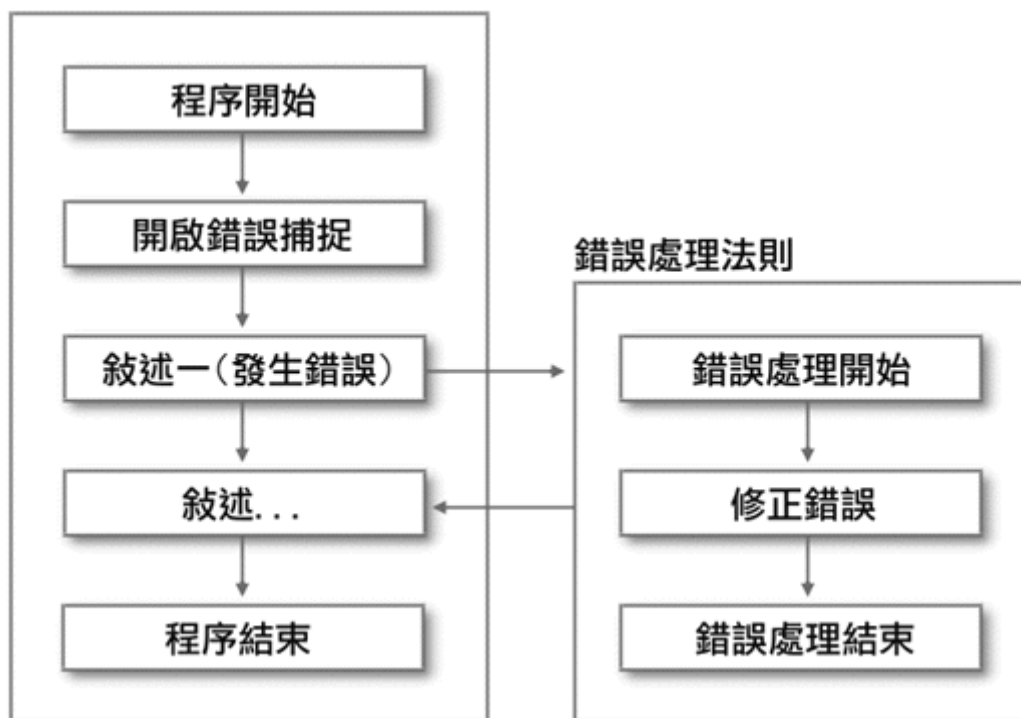 程序開始
開啟錯誤捕捉
敍述一(發生錯誤)
敍述...
程序結束
錯誤處理法則
錯誤處理開始
修正錯誤
錯誤處理結束